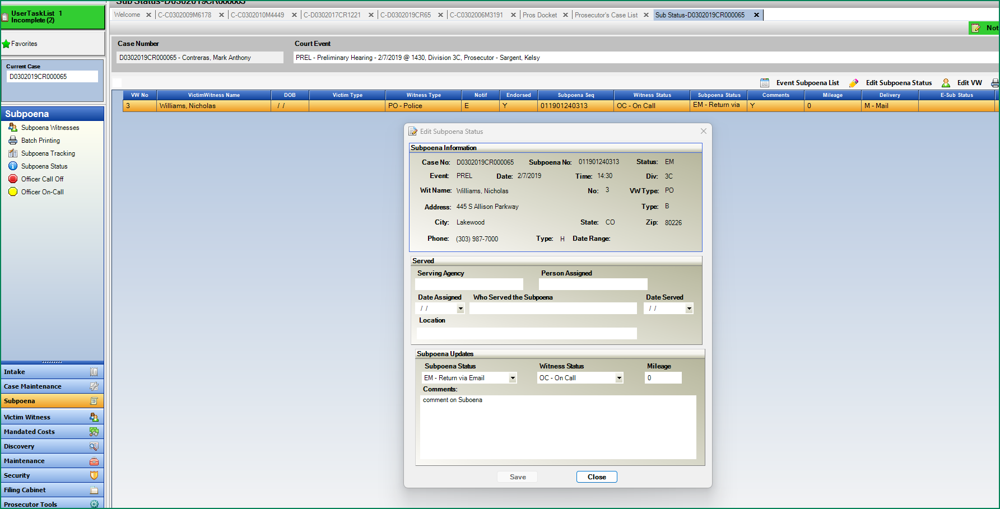 Sub Status-D0302019CR000065
UserTaskList 1
Incomplete (2)
Favorites
Current Case
D0302019CR000065
Subpoena
Subpoena Witnesses
Batch Printing
Subpoena Tracking
Subpoena Status
Officer Call Off
Officer On-Call
Intake
Case Maintenance
Subpoena
Victim Witness
Mandated Costs
Discovery
Maintenance
Security
Filing Cabinet
Prosecutor Tools
Welcome C-C0302009M6178 C-C0302010M4449 C-D0302017CR1221 C-D0302019CR65 C-C0302006M3191 Pros Docket Prosecutor's Case List Sub Status-D0302019CR000065
Not
Case Number Court Event
D0302019CR000065 - Contreras, Mark Anthony PREL - Preliminary Hearing - 2/7/2019 @ 1430, Division 3C, Prosecutor - Sargent, Kelsy
Event Subpoena List Edit Subpoena Status Edit VW
VW No VictimWitness Name DOB Victim Type Witness Type Notif Endorsed Subpoena Seq Witness Status Subpoena Status Comments Mileage Delivery E-Sub Status
3 Williams, Nicholas / / PO - Police E Y 011901240313 OC - On Call EM - Return via Y 0 M - Mail
Edit Subpoena Status
Subpoena Information
Case No: D0302019CR000065 Subpoena No: 011901240313 Status: EM
Event: PREL Date: 2/7/2019 Time: 14:30 Div: 3C
Wit Name: Williams, Nicholas No: 3 VW Type: PO
Address: 445 S Allison Parkway Type: B
City: Lakewood State: CO Zip: 80226
Phone: (303) 987-7000 Type: H Date Range:
Served
Serving Agency Person Assigned
Date Assigned Who Served the Subpoena Date Served
/ / / /
Location
Subpoena Updates
Subpoena Status Witness Status Mileage
EM - Return via Email OC - On Call 0
Comments:
comment on Suboena
Save Close